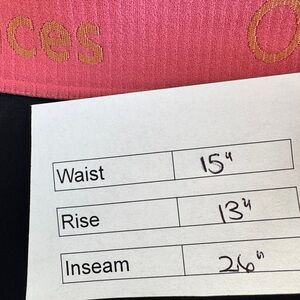 ces
Waist 15"
Rise 13"
Inseam 26"